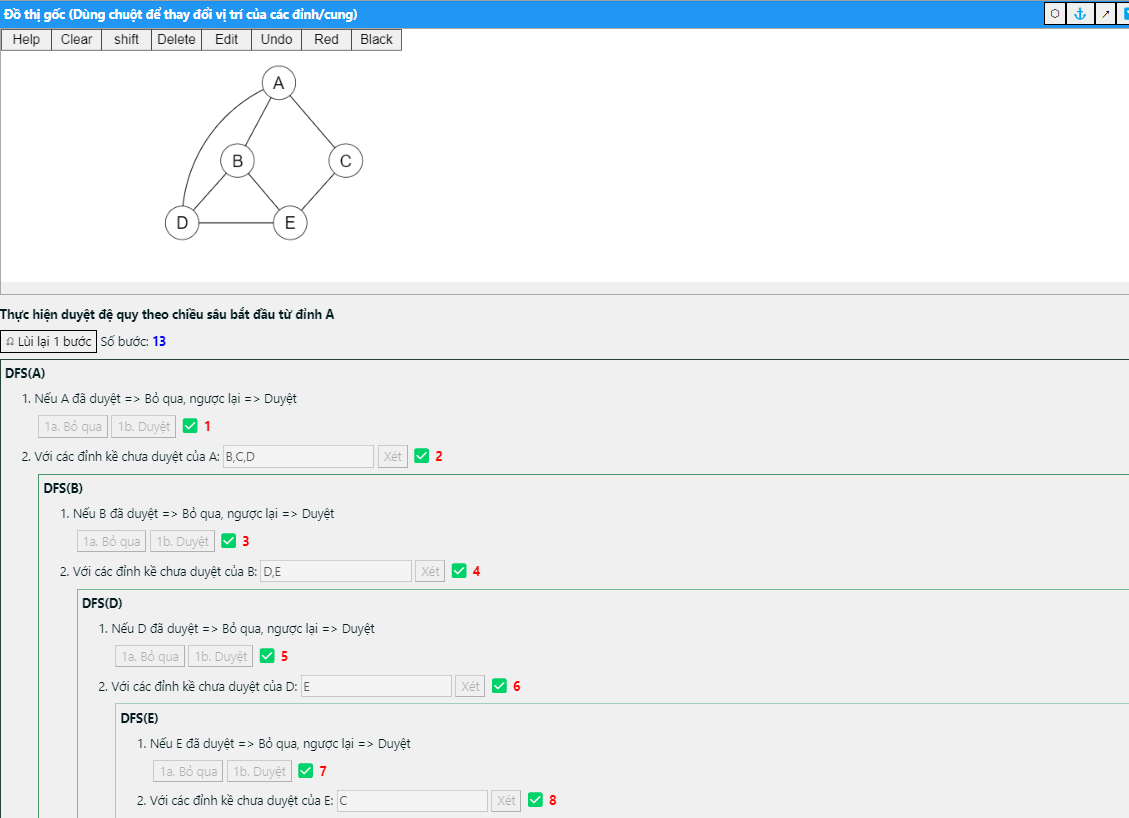 Đồ thị gốc (Dùng chuột để thay đổi vị trí của các đỉnh/cung)
Help Clear shift Delete Edit Undo Red Black
A
B C
D E
Thực hiện duyệt đệ quy theo chiều sâu bắt đầu từ đỉnh A
Lùi lại 1 bước Số bước: 13
DFS(A)
1. Nếu A đã duyệt => Bỏ qua, ngược lại => Duyệt
1a. Bỏ qua 1b. Duyệt 1
2. Với các đỉnh kề chưa duyệt của A: B,C,D Xét 2
DFS(B)
1. Nếu B đã duyệt => Bỏ qua, ngược lại => Duyệt
1a. Bỏ qua 1b. Duyệt 3
2. Với các đỉnh kề chưa duyệt của B: D,E Xét 4
DFS(D)
1. Nếu D đã duyệt => Bỏ qua, ngược lại => Duyệt
1a. Bỏ qua 1b. Duyệt 5
2. Với các đỉnh kề chưa duyệt của D: E Xét 6
DFS(E)
1. Nếu E đã duyệt => Bỏ qua, ngược lại => Duyệt
1a. Bỏ qua 1b. Duyệt 7
2. Với các đỉnh kề chưa duyệt của E: C Xét 8